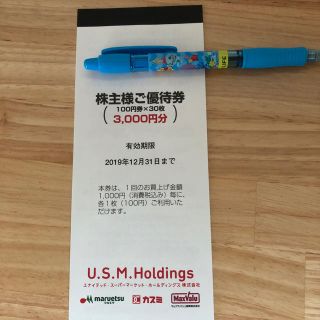 株主様ご優待券
(100円券×30枚
3,000円分)
有効期限
2019年12月31日まで
本券は、1回のお買上げ金額
1,000円(消費税込み)毎に、
各1枚(100円)ご利用いた
だけます。
U.S.M.Holdings
ユナイテッド・スーパーマーケット・ホールディングス株式会社
maruetsu カスミ MaxValu